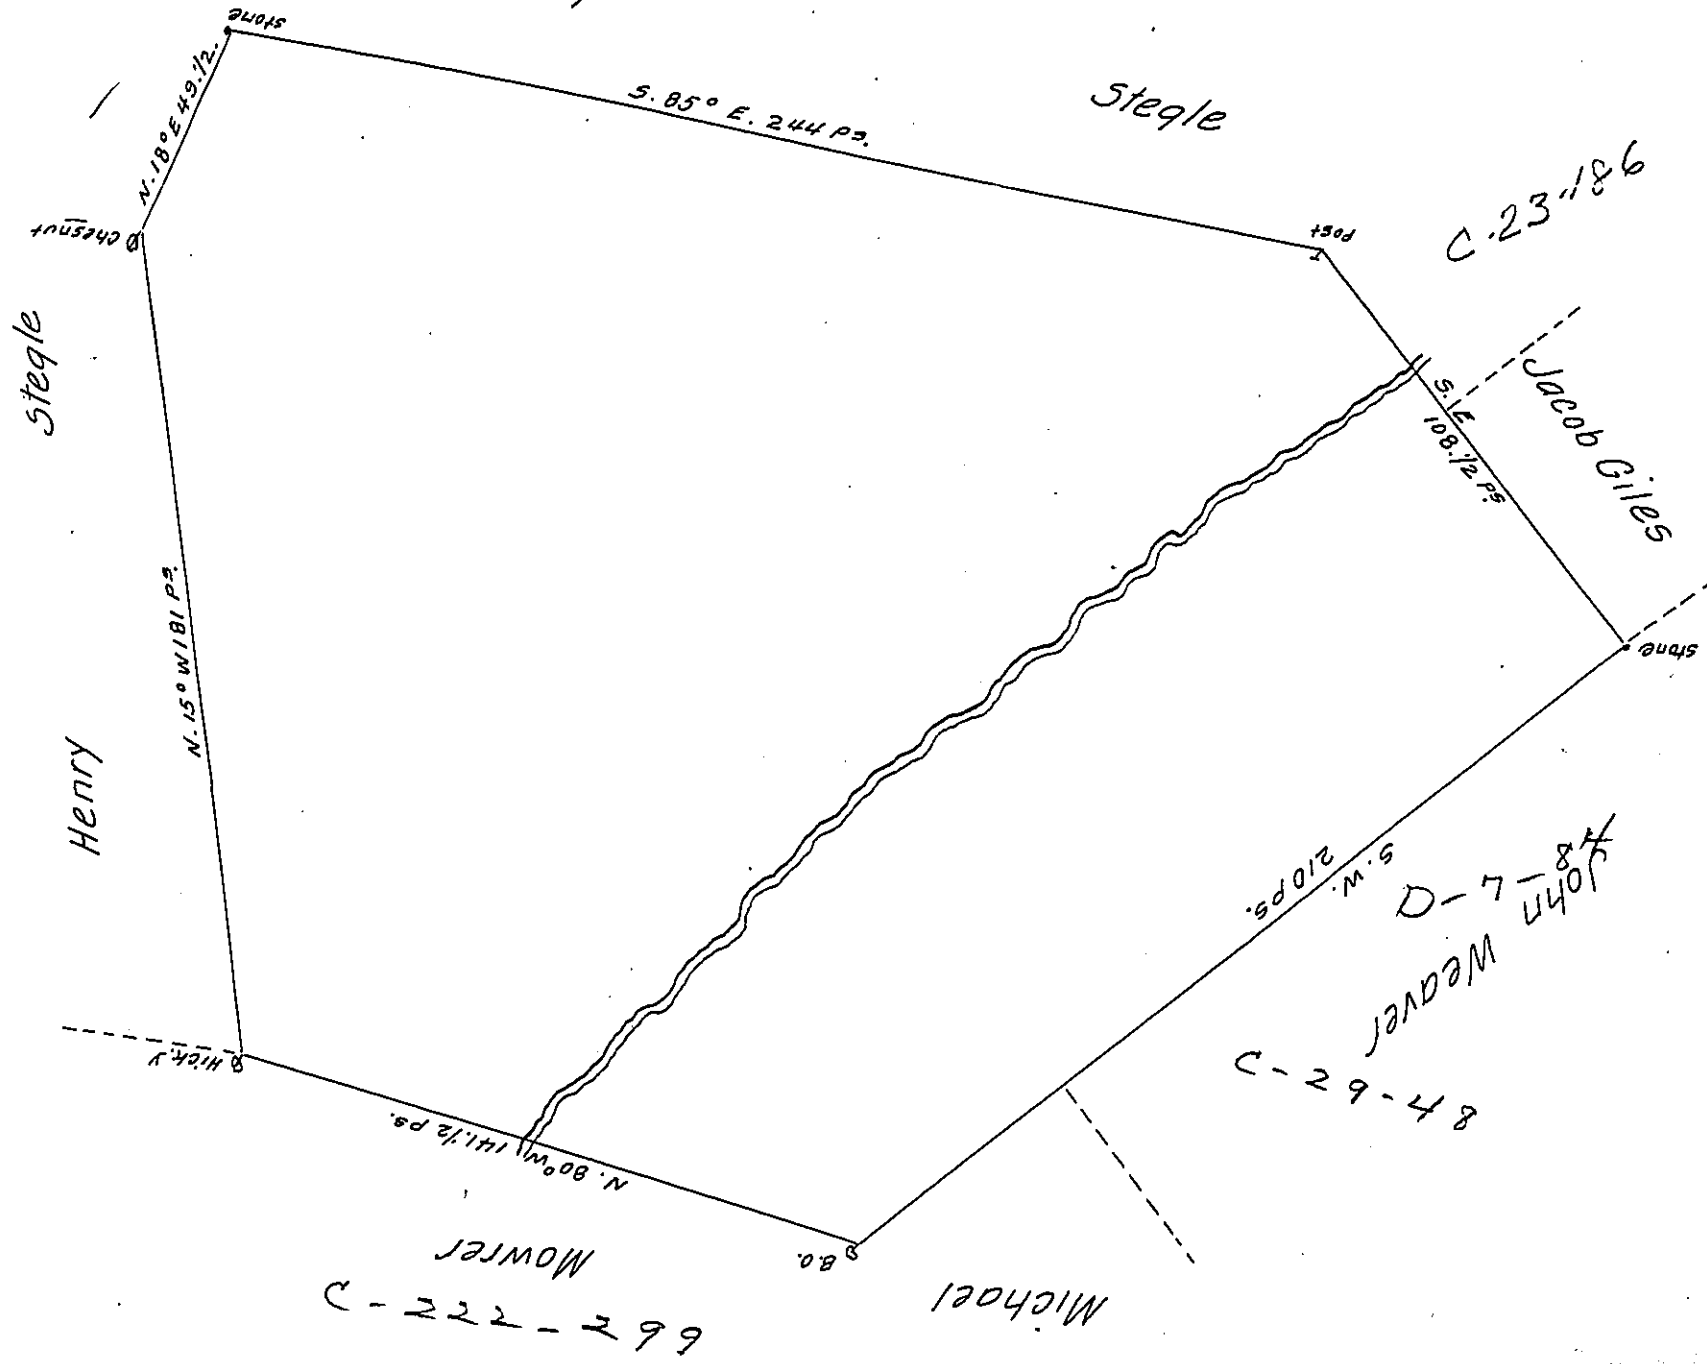 stone
N. 18° E 49. 1/2.
S. 85° E. 244 Ps.
Stegle
C. 23"186
Chesnut
Post
Stegle
Henry
N. 15° W 181 Ps.
S. E
108. 1/2 Ps
Jacob Giles
stone
S. W.
210 ps.
D-7-84
John
Weaver
C-29-48
Hick.y
N. 80° W 141. 1/2 ps.
B.O.
Michael
Mowrer
C-222-299